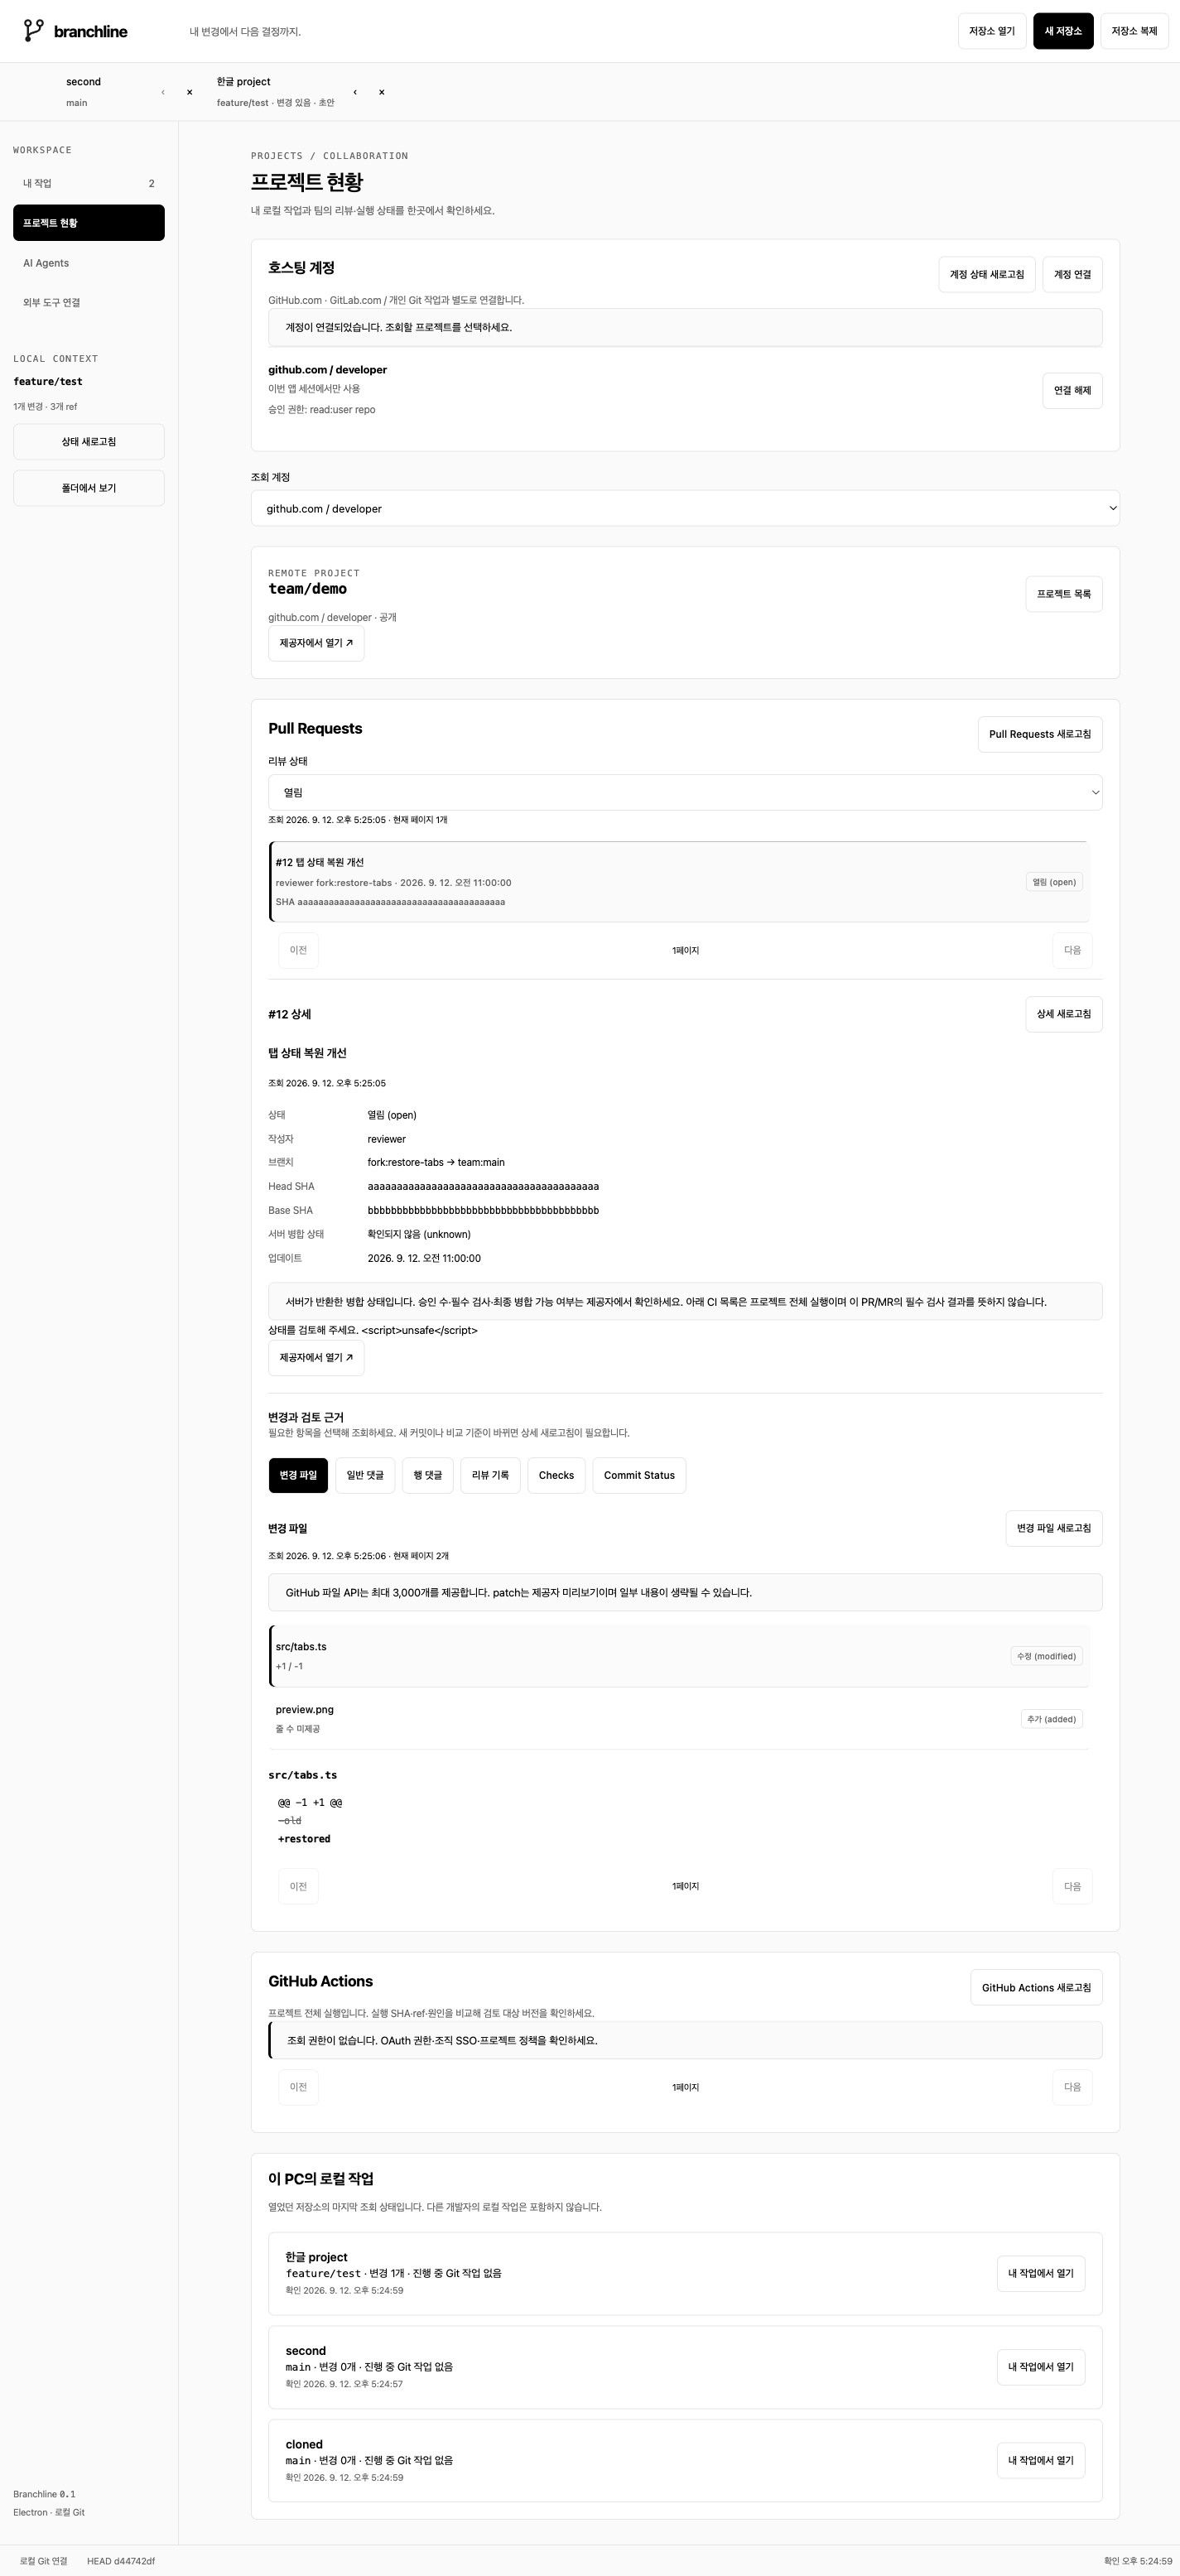 branchline
내 변경에서 다음 결정까지.
저장소 열기
새 저장소
저장소 복제
second
main
‹
×
한글 project
feature/test · 변경 있음 · 초안
‹
×
WORKSPACE
내 작업
2
프로젝트 현황
AI Agents
외부 도구 연결
LOCAL CONTEXT
feature/test
1개 변경 · 3개 ref
상태 새로고침
폴더에서 보기
PROJECTS / COLLABORATION
프로젝트 현황
내 로컬 작업과 팀의 리뷰·실행 상태를 한곳에서 확인하세요.
호스팅 계정
계정 상태 새로고침
계정 연결
GitHub.com · GitLab.com / 개인 Git 작업과 별도로 연결합니다.
계정이 연결되었습니다. 조회할 프로젝트를 선택하세요.
github.com / developer
이번 앱 세션에서만 사용
승인 권한: read:user repo
연결 해제
조회 계정
github.com / developer
REMOTE PROJECT
team/demo
프로젝트 목록
github.com / developer · 공개
제공자에서 열기 ↗
Pull Requests
Pull Requests 새로고침
리뷰 상태
열림
조회 2026. 9. 12. 오후 5:25:05 · 현재 페이지 1개
#12 탭 상태 복원 개선
reviewer fork:restore-tabs · 2026. 9. 12. 오전 11:00:00
SHA aaaaaaaaaaaaaaaaaaaaaaaaaaaaaaaaaaaaaaaa
열림 (open)
이전
1페이지
다음
#12 상세
상세 새로고침
탭 상태 복원 개선
조회 2026. 9. 12. 오후 5:25:05
상태
열림 (open)
작성자
reviewer
브랜치
fork:restore-tabs → team:main
Head SHA
aaaaaaaaaaaaaaaaaaaaaaaaaaaaaaaaaaaaaaaa
Base SHA
bbbbbbbbbbbbbbbbbbbbbbbbbbbbbbbbbbbbbbbb
서버 병합 상태
확인되지 않음 (unknown)
업데이트
2026. 9. 12. 오전 11:00:00
서버가 반환한 병합 상태입니다. 승인 수·필수 검사·최종 병합 가능 여부는 제공자에서 확인하세요. 아래 CI 목록은 프로젝트 전체 실행이며 이 PR/MR의 필수 검사 결과를 뜻하지 않습니다.
상태를 검토해 주세요. <script>unsafe</script>
제공자에서 열기 ↗
변경과 검토 근거
필요한 항목을 선택해 조회하세요. 새 커밋이나 비교 기준이 바뀌면 상세 새로고침이 필요합니다.
변경 파일
일반 댓글
행 댓글
리뷰 기록
Checks
Commit Status
변경 파일
변경 파일 새로고침
조회 2026. 9. 12. 오후 5:25:06 · 현재 페이지 2개
GitHub 파일 API는 최대 3,000개를 제공합니다. patch는 제공자 미리보기이며 일부 내용이 생략될 수 있습니다.
src/tabs.ts
+1 / -1
수정 (modified)
preview.png
줄 수 미제공
추가 (added)
src/tabs.ts
@@ -1 +1 @@
-old
+restored
이전
1페이지
다음
GitHub Actions
GitHub Actions 새로고침
프로젝트 전체 실행입니다. 실행 SHA·ref·원인을 비교해 검토 대상 버전을 확인하세요.
조회 권한이 없습니다. OAuth 권한·조직 SSO·프로젝트 정책을 확인하세요.
이전
1페이지
다음
이 PC의 로컬 작업
열었던 저장소의 마지막 조회 상태입니다. 다른 개발자의 로컬 작업은 포함하지 않습니다.
한글 project
feature/test · 변경 1개 · 진행 중 Git 작업 없음
확인 2026. 9. 12. 오후 5:24:59
내 작업에서 열기
second
main · 변경 0개 · 진행 중 Git 작업 없음
확인 2026. 9. 12. 오후 5:24:57
내 작업에서 열기
cloned
main · 변경 0개 · 진행 중 Git 작업 없음
확인 2026. 9. 12. 오후 5:24:59
내 작업에서 열기
Branchline 0.1
Electron · 로컬 Git
로컬 Git 연결
HEAD d44742df
확인 오후 5:24:59